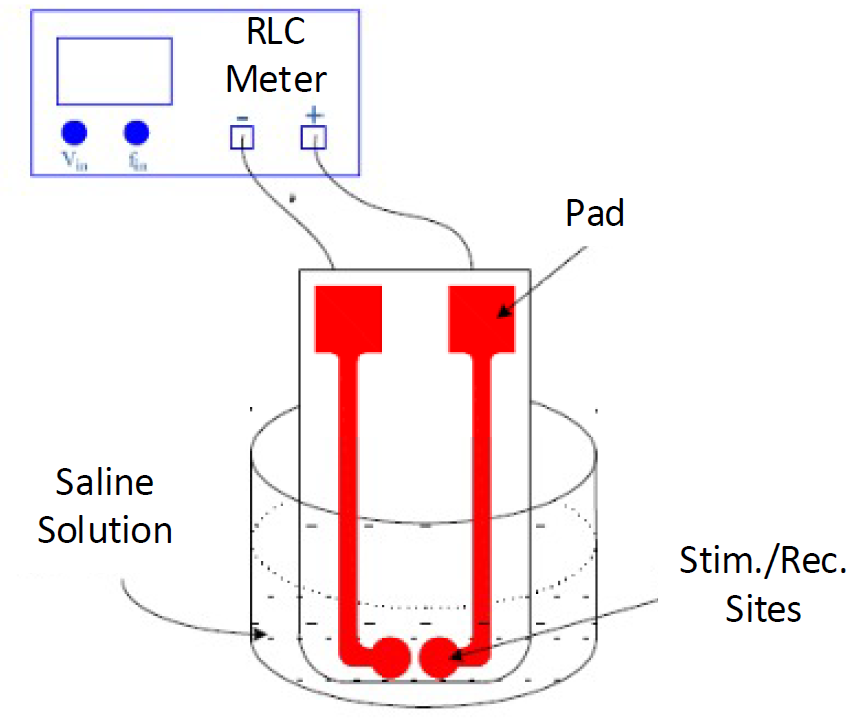 RLC
Meter
- +
Vin fin
Pad
Saline
Solution
Stim./Rec.
Sites